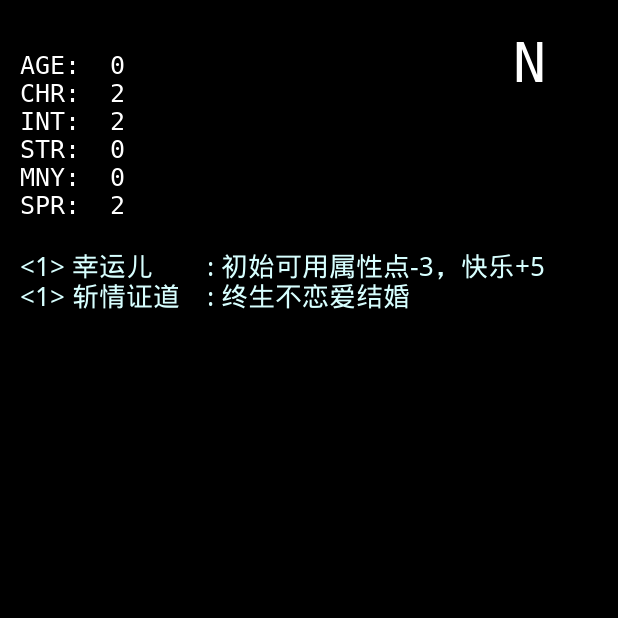 N
AGE: 0
CHR: 2
INT: 2
STR: 0
MNY: 0
SPR: 2
<1> 幸运儿 : 初始可用属性点-3，快乐+5
<1> 斩情证道 : 终生不恋爱结婚